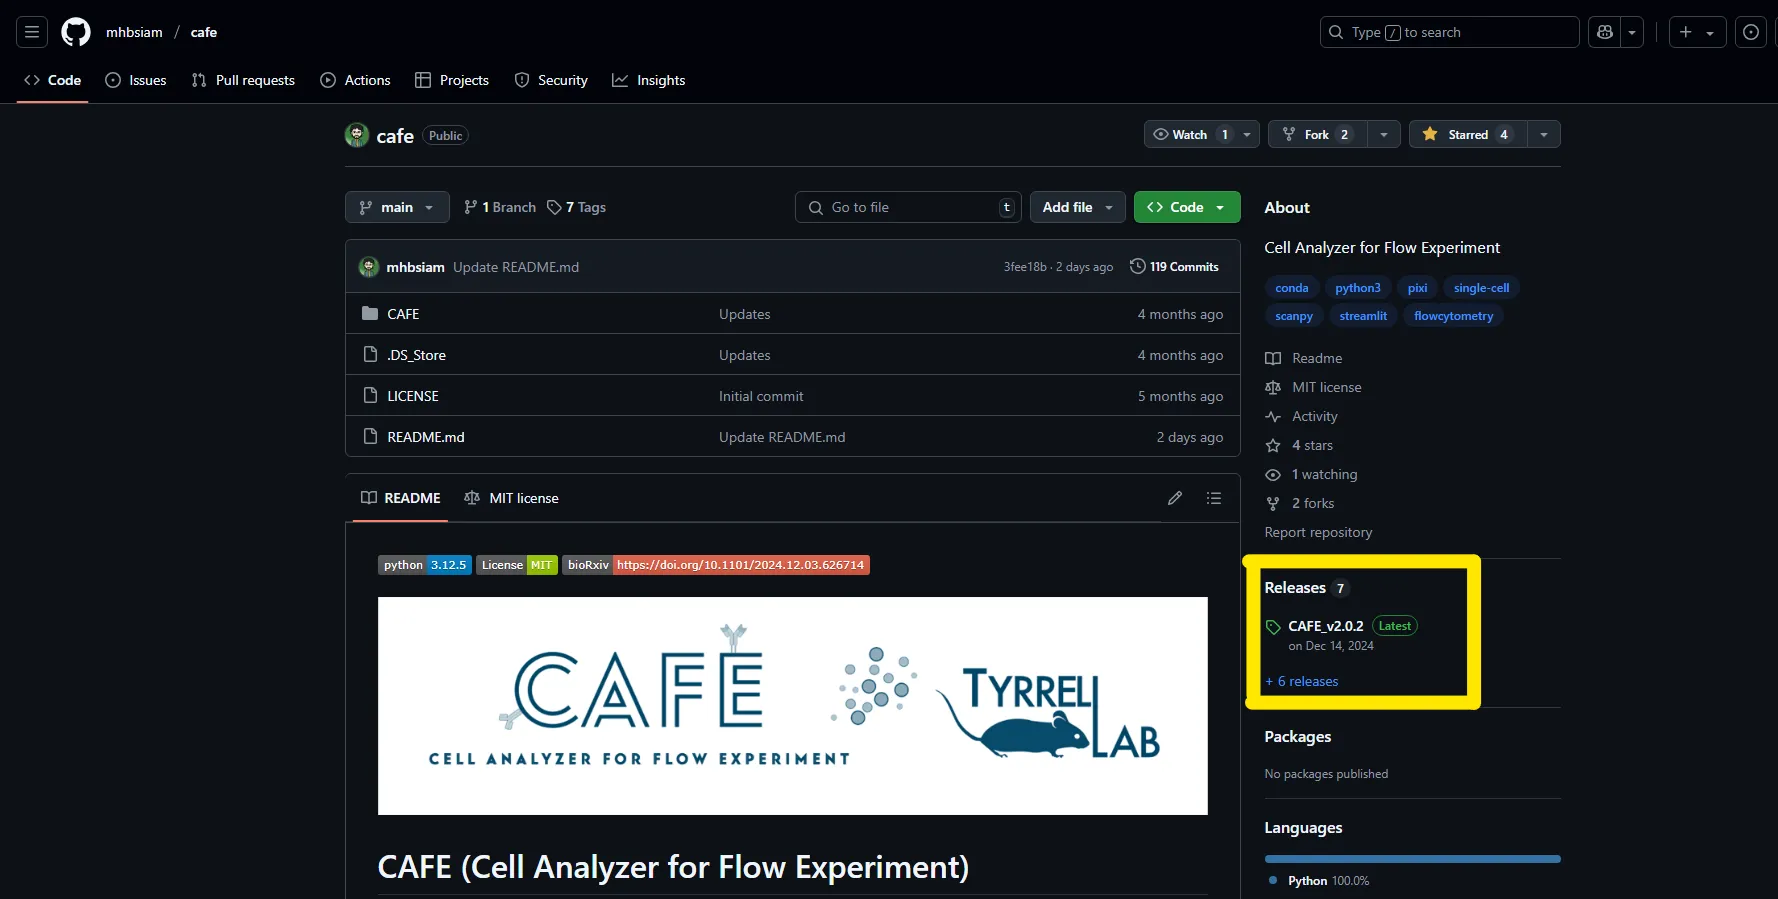 mhbsiam / cafe
Type / to search
Code Issues Pull requests Actions Projects Security Insights
cafe Public
Watch 1 Fork 2 Starred 4
main 1 Branch 7 Tags Go to file t Add file Code
mhbsiam Update README.md 3fee18b · 2 days ago 119 Commits
CAFE Updates 4 months ago
.DS_Store Updates 4 months ago
LICENSE Initial commit 5 months ago
README.md Update README.md 2 days ago
README MIT license
python 3.12.5 License MIT bioRxiv https://doi.org/10.1101/2024.12.03.626714
CAFE
CELL ANALYZER FOR FLOW EXPERIMENT
TYRRELL
LAB
CAFE (Cell Analyzer for Flow Experiment)
About
Cell Analyzer for Flow Experiment
conda python3 pixi single-cell
scanpy streamlit flowcytometry
Readme
MIT license
Activity
4 stars
1 watching
2 forks
Report repository
Releases 7
CAFE_v2.0.2 Latest
on Dec 14, 2024
+ 6 releases
Packages
No packages published
Languages
Python 100.0%